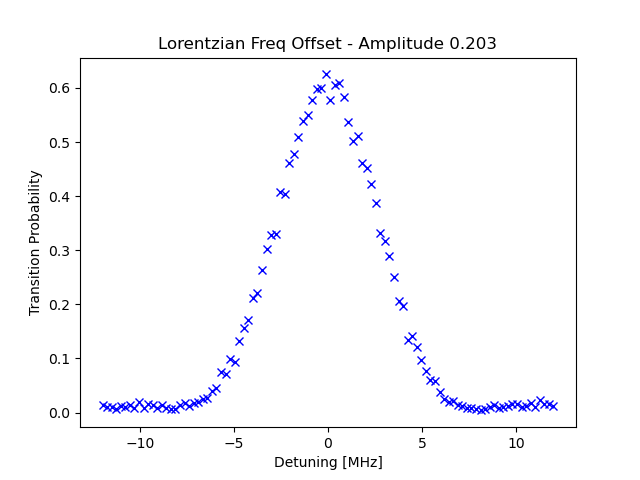 Lorentzian Freq Offset - Amplitude 0.203
Transition Probability
0.6
0.5
0.4
0.3
0.2
0.1
0.0
−10 −5 0 5 10
Detuning [MHz]